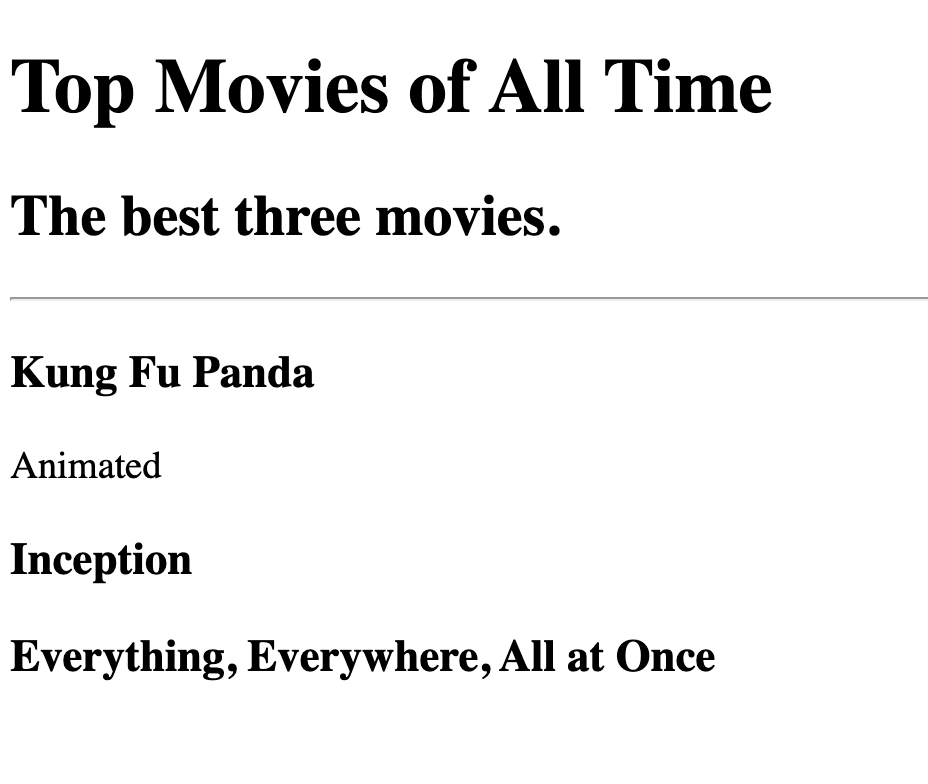 Top Movies of All Time
The best three movies.
Kung Fu Panda
Animated
Inception
Everything, Everywhere, All at Once